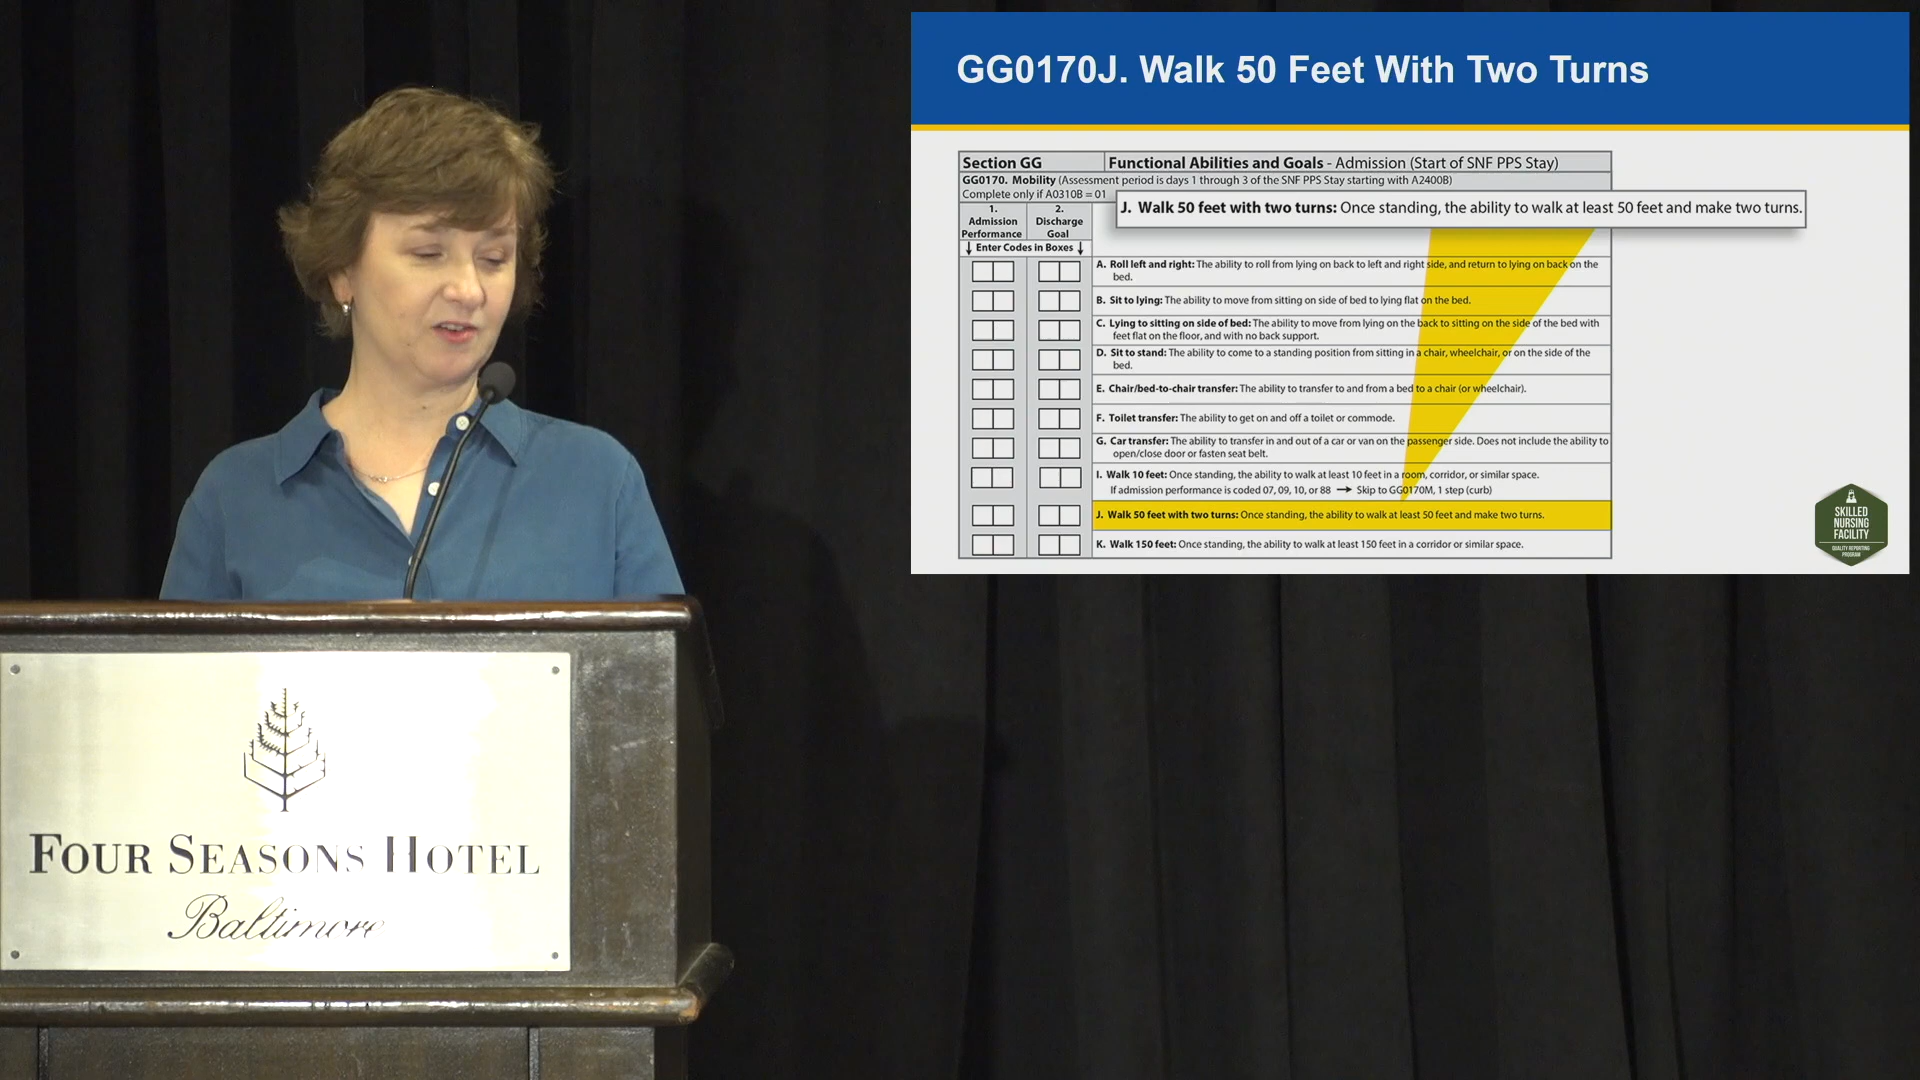 GG0170J. Walk 50 Feet With Two Turns
Section GG
Functional Abilities and Goals - Admission (Start of SNF PPS Stay)
GG0170. Mobility (Assessment period is days 1 through 3 of the SNF PPS Stay starting with A2400B)
Complete only if A0310B = 01
J. Walk 50 feet with two turns: Once standing, the ability to walk at least 50 feet and make two turns.
1.
Admission
Performance
2.
Discharge
Goal
↓ Enter Codes in Boxes ↓
A. Roll left and right: The ability to roll from lying on back to left and right side, and return to lying on back on the
bed.
B. Sit to lying: The ability to move from sitting on side of bed to lying flat on the bed.
C. Lying to sitting on side of bed: The ability to move from lying on the back to sitting on the side of the bed with
feet flat on the floor, and with no back support.
D. Sit to stand: The ability to come to a standing position from sitting in a chair, wheelchair, or on the side of the
bed.
E. Chair/bed-to-chair transfer: The ability to transfer to and from a bed to a chair (or wheelchair).
F. Toilet transfer: The ability to get on and off a toilet or commode.
G. Car transfer: The ability to transfer in and out of a car or van on the passenger side. Does not include the ability to
open/close door or fasten seat belt.
I. Walk 10 feet: Once standing, the ability to walk at least 10 feet in a room, corridor, or similar space.
If admission performance is coded 07, 09, 10, or 88 → Skip to GG0170M, 1 step (curb)
J. Walk 50 feet with two turns: Once standing, the ability to walk at least 50 feet and make two turns.
K. Walk 150 feet: Once standing, the ability to walk at least 150 feet in a corridor or similar space.
SKILLED
NURSING
FACILITY
QUALITY REPORTING
PROGRAM
FOUR SEASONS HOTEL
Baltimore